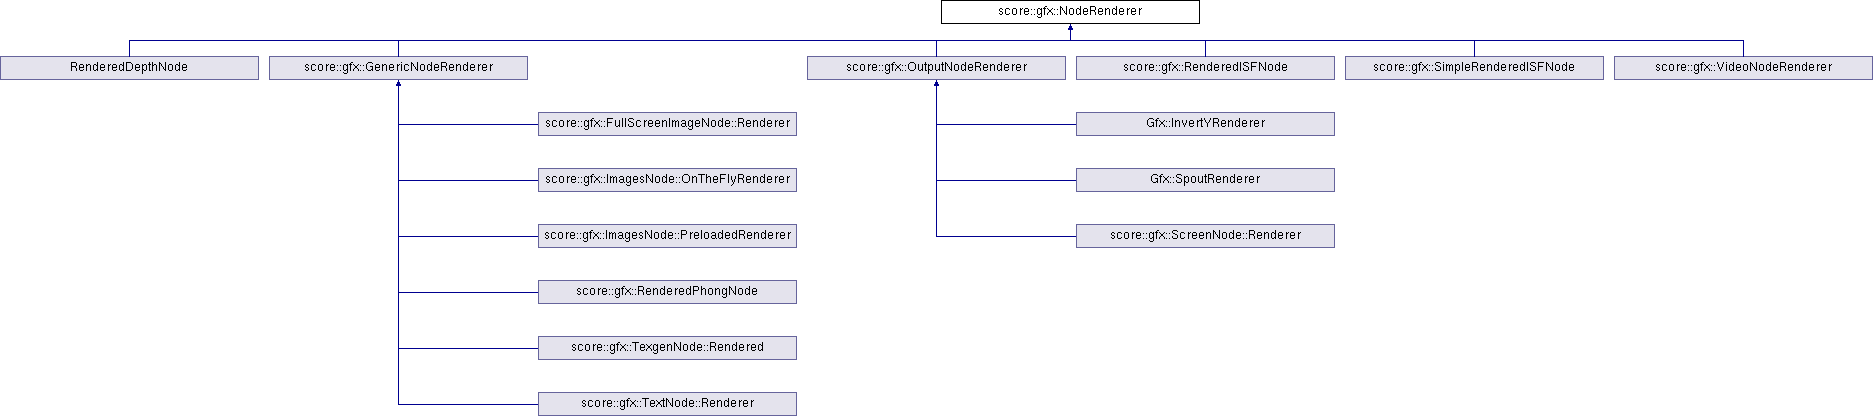 score::gfx::NodeRenderer
RenderedDepthNode
score::gfx::GenericNodeRenderer
score::gfx::OutputNodeRenderer
score::gfx::RenderedISFNode
score::gfx::SimpleRenderedISFNode
score::gfx::VideoNodeRenderer
score::gfx::FullScreenImageNode::Renderer
Gfx::InvertYRenderer
score::gfx::ImagesNode::OnTheFlyRenderer
Gfx::SpoutRenderer
score::gfx::ImagesNode::PreloadedRenderer
score::gfx::ScreenNode::Renderer
score::gfx::RenderedPhongNode
score::gfx::TexgenNode::Rendered
score::gfx::TextNode::Renderer